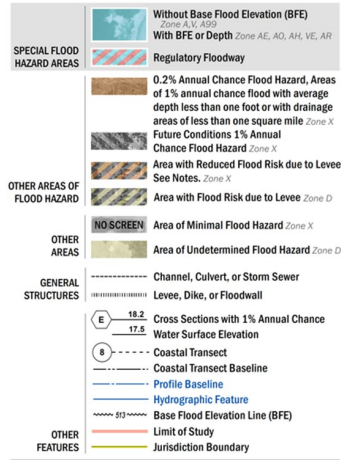 Without Base Flood Elevation (BFE)
Zone A,V, A99
With BFE or Depth Zone AE, AO, AH, VE, AR
SPECIAL FLOOD
HAZARD AREAS
Regulatory Floodway
0.2% Annual Chance Flood Hazard, Areas
of 1% annual chance flood with average
depth less than one foot or with drainage
areas of less than one square mile Zone X
Future Conditions 1% Annual
Chance Flood Hazard Zone X
Area with Reduced Flood Risk due to Levee
See Notes. Zone X
OTHER AREAS OF
FLOOD HAZARD
Area with Flood Risk due to Levee Zone D
NO SCREEN Area of Minimal Flood Hazard Zone X
OTHER
AREAS
Area of Undetermined Flood Hazard Zone D
GENERAL
STRUCTURES
Channel, Culvert, or Storm Sewer
Levee, Dike, or Floodwall
E 18.2 Cross Sections with 1% Annual Chance
17.5 Water Surface Elevation
8 Coastal Transect
Coastal Transect Baseline
Profile Baseline
Hydrographic Feature
513 Base Flood Elevation Line (BFE)
OTHER
FEATURES
Limit of Study
Jurisdiction Boundary